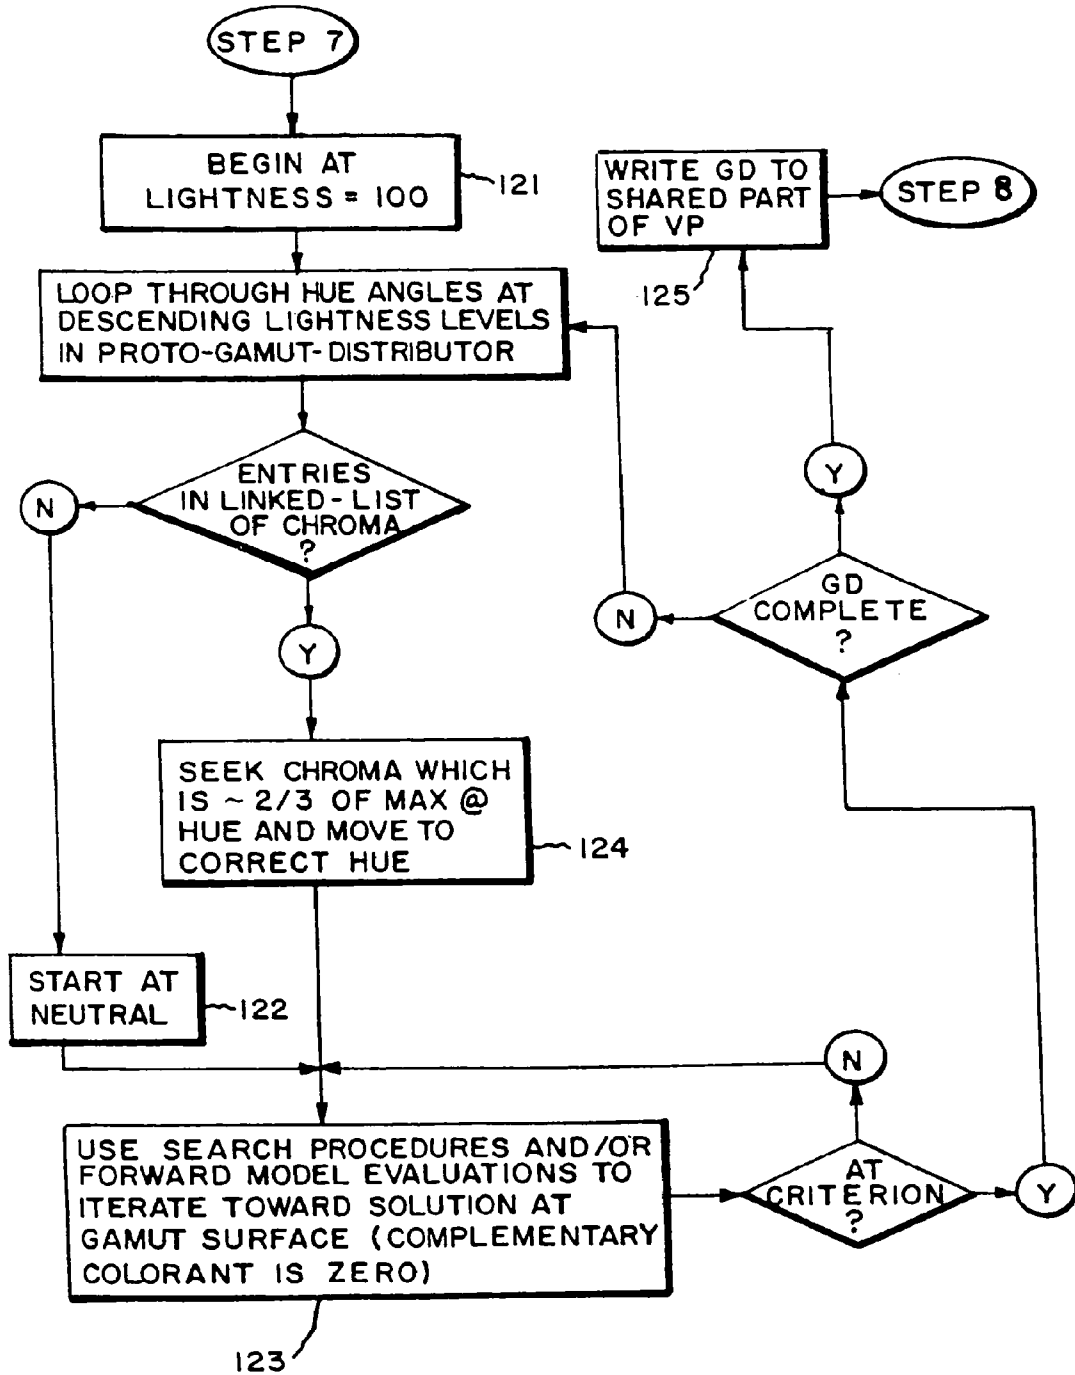 STEP 7
BEGIN AT
LIGHTNESS = 100
121
LOOP THROUGH HUE ANGLES AT
DESCENDING LIGHTNESS LEVELS
IN PROTO-GAMUT-DISTRIBUTOR
ENTRIES
IN LINKED-LIST
OF CHROMA
?
N
Y
SEEK CHROMA WHICH
IS ~ 2/3 OF MAX @
HUE AND MOVE TO
CORRECT HUE
124
START AT
NEUTRAL
122
USE SEARCH PROCEDURES AND/OR
FORWARD MODEL EVALUATIONS TO
ITERATE TOWARD SOLUTION AT
GAMUT SURFACE (COMPLEMENTARY
COLORANT IS ZERO)
123
AT
CRITERION
?
N
Y
GD
COMPLETE
?
N
Y
WRITE GD TO
SHARED PART
OF VP
125
STEP 8